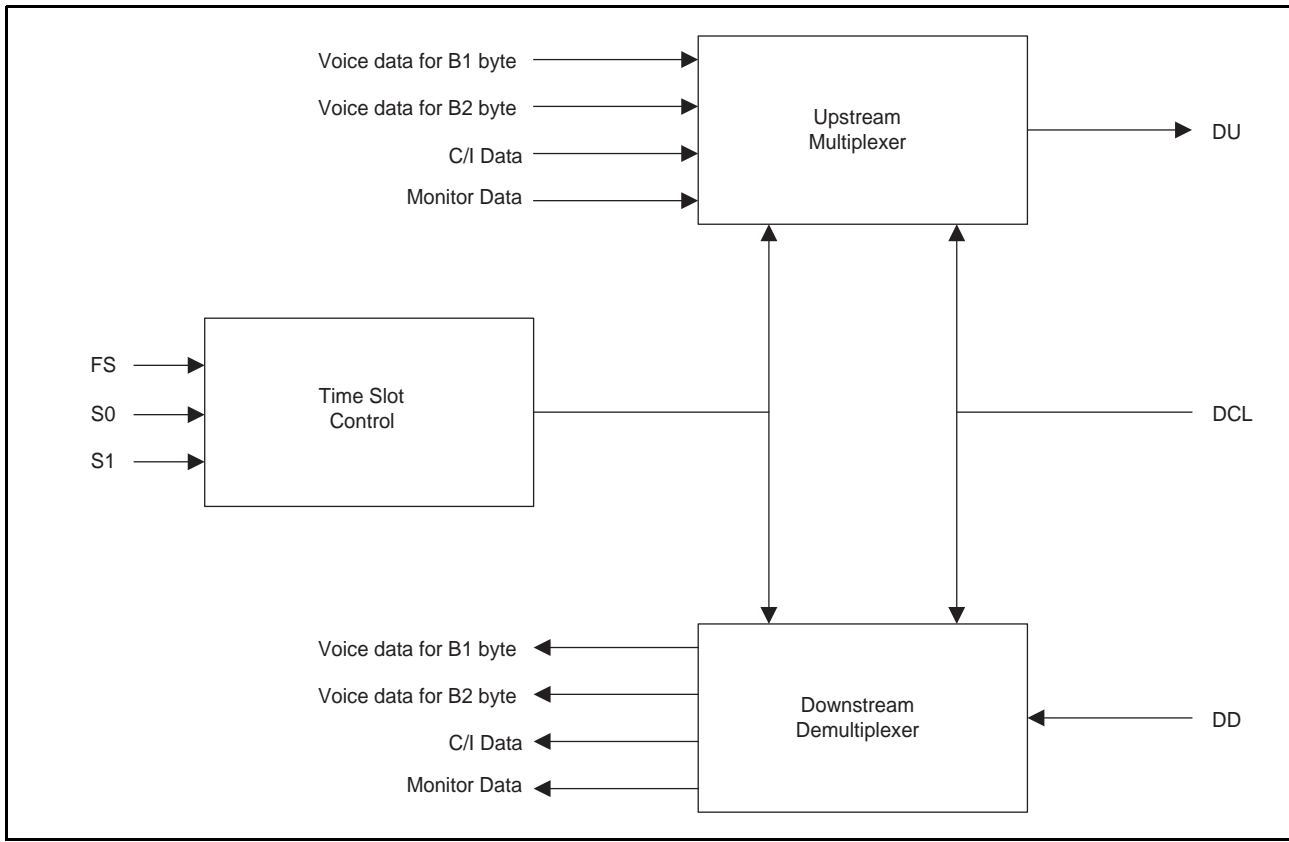 Voice data for B1 byte
Voice data for B2 byte
C/I Data
Monitor Data
Upstream
Multiplexer
DU
FS
S0
S1
Time Slot
Control
DCL
Voice data for B1 byte
Voice data for B2 byte
C/I Data
Monitor Data
Downstream
Demultiplexer
DD